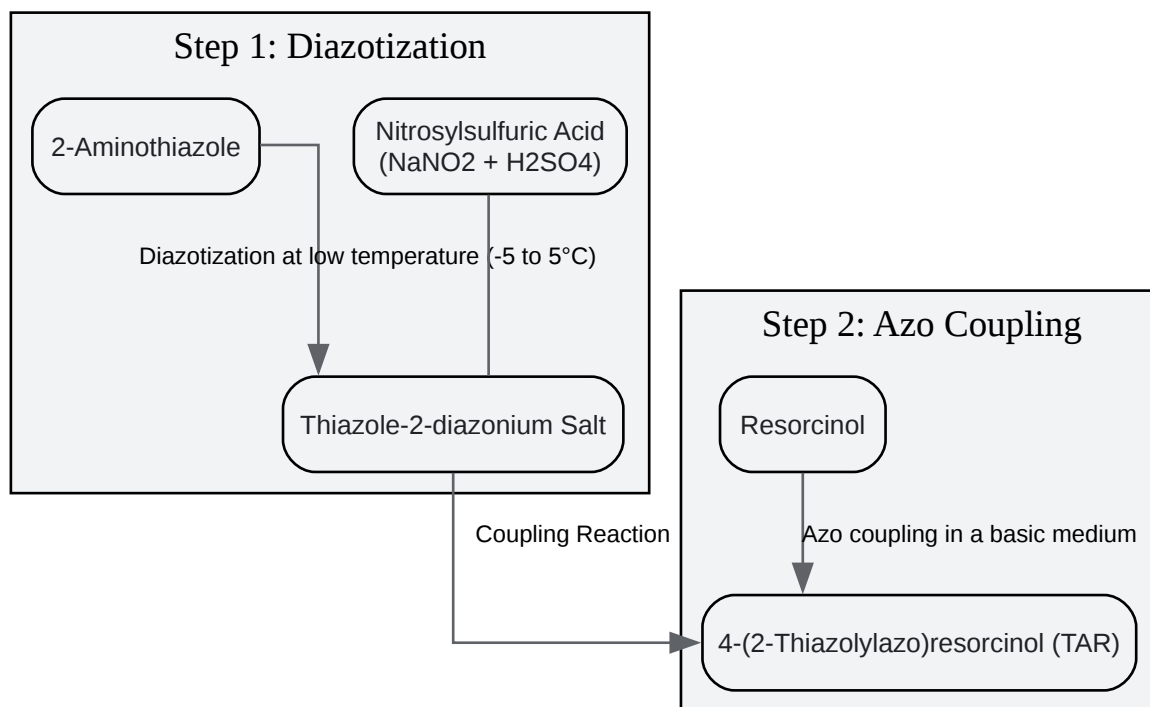 Step 1: Diazotization
2-Aminothiazole
Nitrosylsulfuric Acid
(NaNO2 + H2SO4)
Diazotization at low temperature (-5 to 5°C)
Thiazole-2-diazonium Salt
Step 2: Azo Coupling
Resorcinol
Coupling Reaction
Azo coupling in a basic medium
4-(2-Thiazolylazo)resorcinol (TAR)